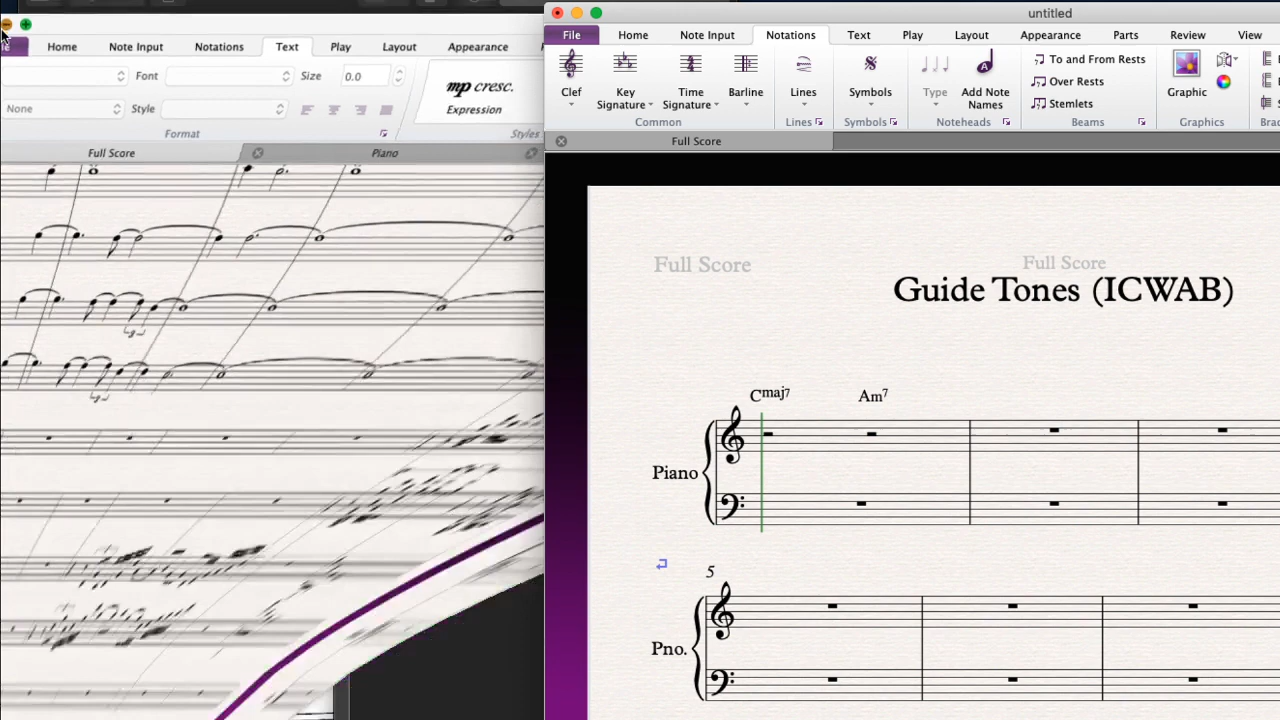 untitled
File Home Note Input Notations Text Play Layout Appearance Parts Review View
Clef
Key Signature
Time Signature
Barline
Common
Lines
Lines
Symbols
Symbols
Type
Add Note Names
Noteheads
To and From Rests
Over Rests
Stemlets
Beams
Graphic
Graphics
Full Score
Home Note Input Notations Text Play Layout Appearance
Font Size 0.0
None Style
Format
mp cresc.
Expression
Styles
Full Score Piano
Full Score
Full Score
Guide Tones (ICWAB)
Cmaj7 Am7
Piano
5
Pno.